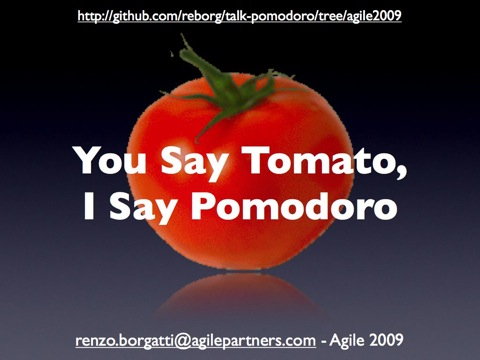 http://github.com/reborg/talk-pomodoro/tree/agile2009
You Say Tomato,
I Say Pomodoro
renzo.borgatti@agilepartners.com - Agile 2009